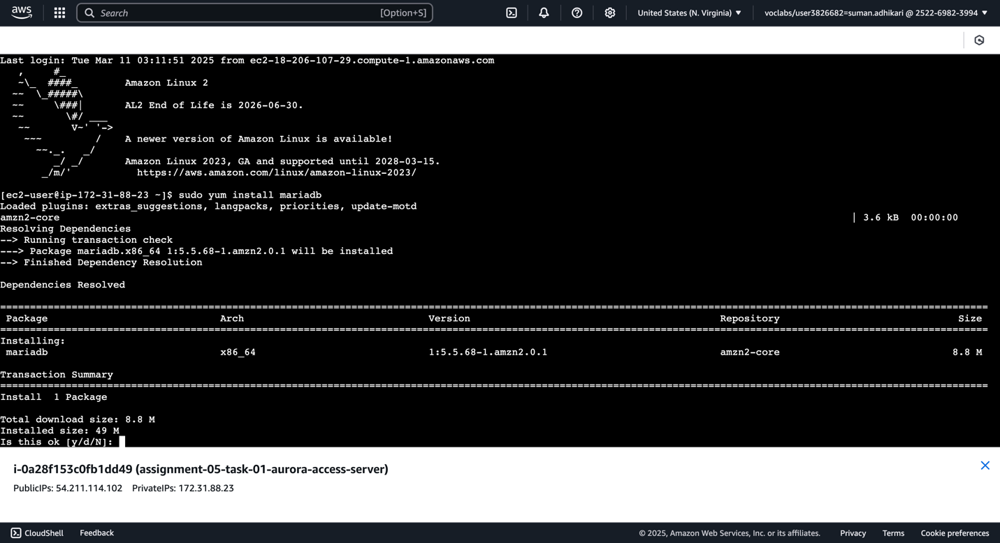 aws
Search [Option+S]
United States (N. Virginia) ▼
voclabs/user3826682=suman.adhikari @ 2522-6982-3994 ▼
Last login: Tue Mar 11 03:11:51 2025 from ec2-18-206-107-29.compute-1.amazonaws.com
   ,     #_
   ~\_  ####_        Amazon Linux 2
  ~~  \_#####\
  ~~     \###|       AL2 End of Life is 2026-06-30.
  ~~       \#/ ___
   ~~       V~' '->
    ~~~         /    A newer version of Amazon Linux is available!
      ~~._.   _/
         _/ _/       Amazon Linux 2023, GA and supported until 2028-03-15.
       _/m/'           https://aws.amazon.com/linux/amazon-linux-2023/
[ec2-user@ip-172-31-88-23 ~]$ sudo yum install mariadb
Loaded plugins: extras_suggestions, langpacks, priorities, update-motd
amzn2-core | 3.6 kB  00:00:00
Resolving Dependencies
--> Running transaction check
---> Package mariadb.x86_64 1:5.5.68-1.amzn2.0.1 will be installed
--> Finished Dependency Resolution
Dependencies Resolved
Package Arch Version Repository Size
Installing:
mariadb x86_64 1:5.5.68-1.amzn2.0.1 amzn2-core 8.8 M
Transaction Summary
Install  1 Package
Total download size: 8.8 M
Installed size: 49 M
Is this ok [y/d/N]:
i-0a28f153c0fb1dd49 (assignment-05-task-01-aurora-access-server)
PublicIPs: 54.211.114.102 PrivateIPs: 172.31.88.23
CloudShell Feedback © 2025, Amazon Web Services, Inc. or its affiliates. Privacy Terms Cookie preferences